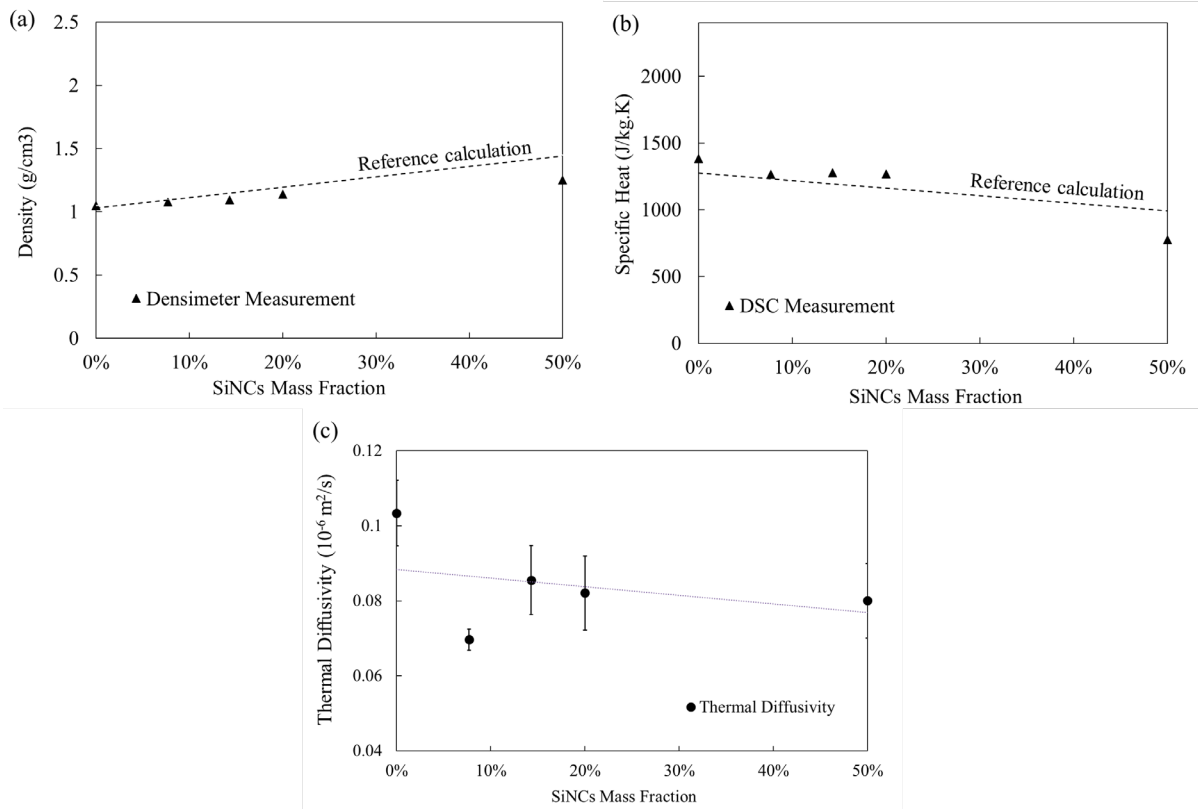 (a)
2.5
2
1.5
1
0.5
0
Density (g/cm3)
Reference calculation
▲ Densimeter Measurement
0% 10% 20% 30% 40% 50%
SiNCs Mass Fraction
(b)
2000
1500
1000
500
0
Specific Heat (J/kg.K)
Reference calculation
▲ DSC Measurement
0% 10% 20% 30% 40% 50%
SiNCs Mass Fraction
(c)
0.12
0.1
0.08
0.06
0.04
Thermal Diffusivity (10⁻⁶ m²/s)
● Thermal Diffusivity
0% 10% 20% 30% 40% 50%
SiNCs Mass Fraction